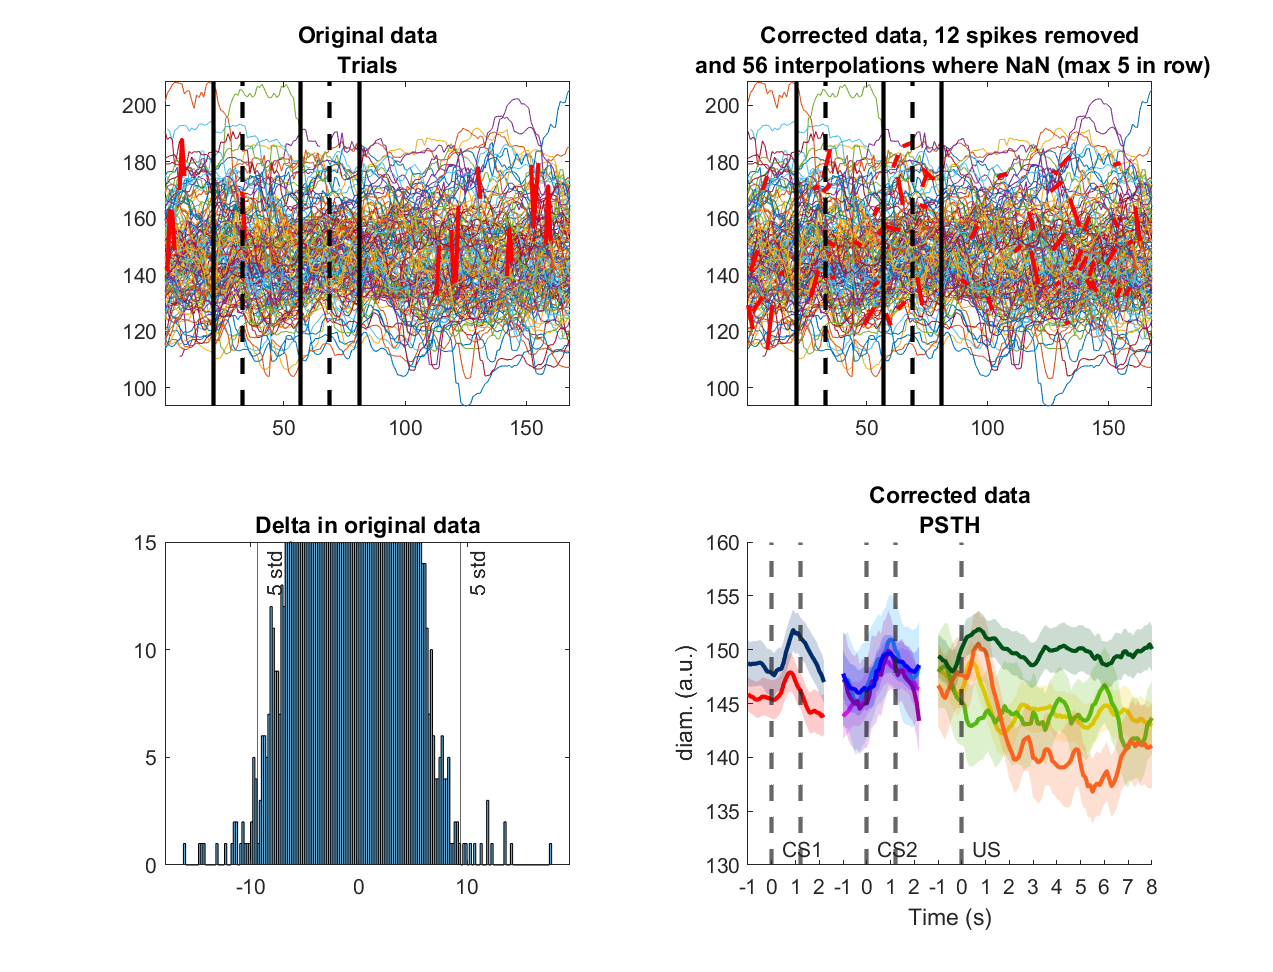 Original data
Trials
200
180
160
140
120
100
50
100
150
Corrected data, 12 spikes removed
and 56 interpolations where NaN (max 5 in row)
200
180
160
140
120
100
50
100
150
Delta in original data
15
10
5
0
5 std
5 std
-10
0
10
Corrected data
PSTH
diam. (a.u.)
160
155
150
145
140
135
130
CS1
CS2
US
-1 0 1 2 -1 0 1 2 -1 0 1 2 3 4 5 6 7 8
Time (s)